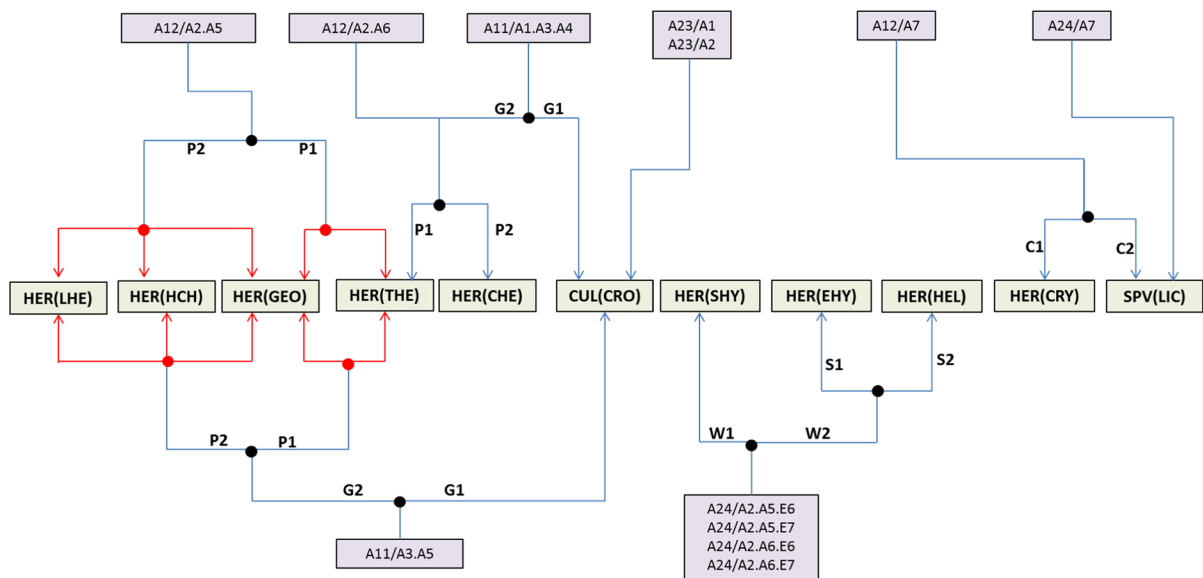 A12/A2.A5
A12/A2.A6
A11/A1.A3.A4
A23/A1
A23/A2
A12/A7
A24/A7
G2
G1
P2
P1
P1
P2
C1
C2
HER(LHE)
HER(HCH)
HER(GEO)
HER(THE)
HER(CHE)
CUL(CRO)
HER(SHY)
HER(EHY)
HER(HEL)
HER(CRY)
SPV(LIC)
S1
S2
P2
P1
W1
W2
G2
G1
A11/A3.A5
A24/A2.A5.E6
A24/A2.A5.E7
A24/A2.A6.E6
A24/A2.A6.E7